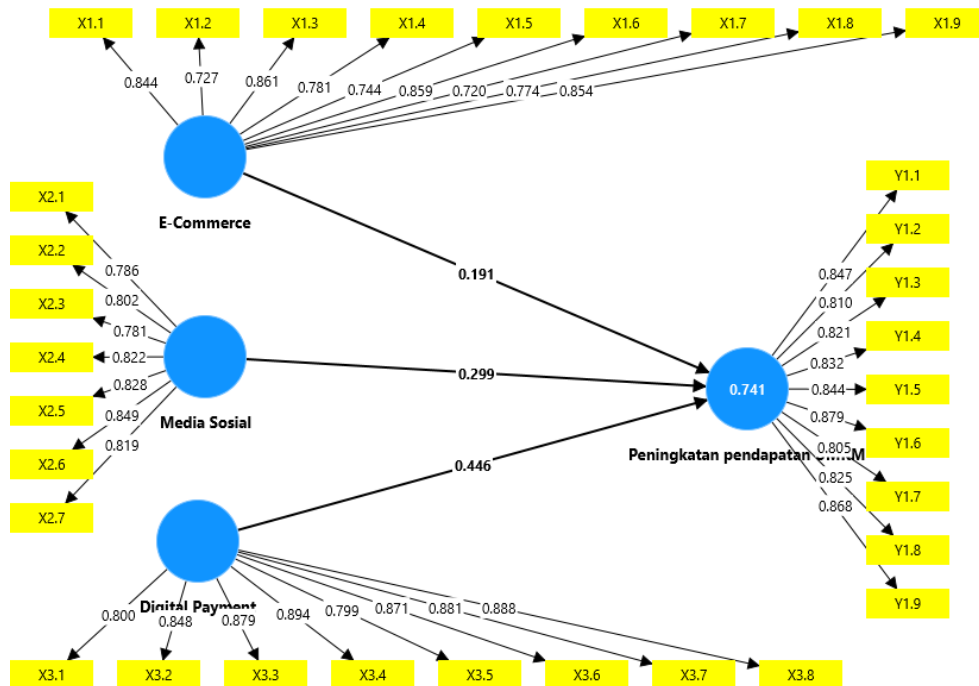 X1.1 X1.2 X1.3 X1.4 X1.5 X1.6 X1.7 X1.8 X1.9
0.844 0.727 0.861 0.781 0.744 0.859 0.720 0.774 0.854
E-Commerce
0.191
X2.1
X2.2
X2.3
X2.4
X2.5
X2.6
X2.7
0.786
0.802
0.781
0.822
0.828
0.849
0.819
Media Sosial
0.299
Digital Payment
0.446
0.800 0.848 0.879 0.894 0.799 0.871 0.881 0.888
X3.1 X3.2 X3.3 X3.4 X3.5 X3.6 X3.7 X3.8
0.741
Peningkatan pendapatan
0.847
0.810
0.821
0.832
0.844
0.879
0.805
0.825
0.868
Y1.1
Y1.2
Y1.3
Y1.4
Y1.5
Y1.6
Y1.7
Y1.8
Y1.9